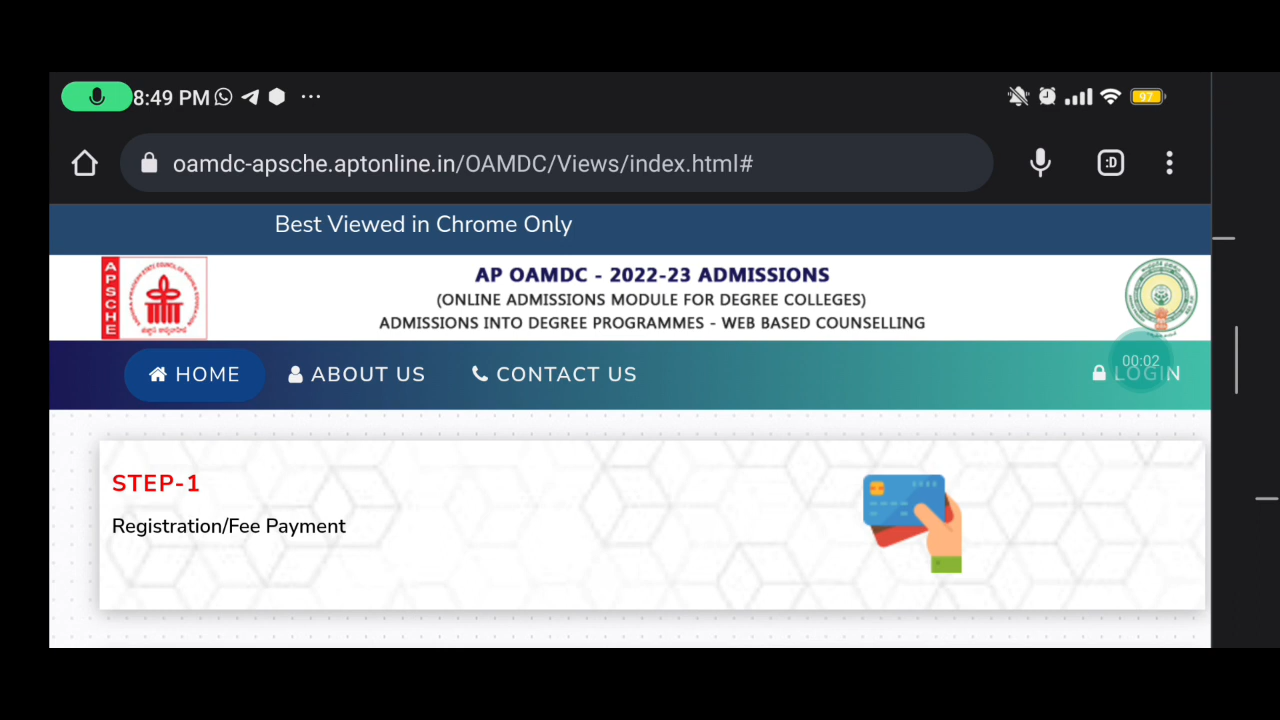 8:49 PM
97
oamdc-apsche.aptonline.in/OAMDC/Views/index.html#
:D
Best Viewed in Chrome Only
APSCHE
AP OAMDC - 2022-23 ADMISSIONS
(ONLINE ADMISSIONS MODULE FOR DEGREE COLLEGES)
ADMISSIONS INTO DEGREE PROGRAMMES - WEB BASED COUNSELLING
HOME
ABOUT US
CONTACT US
00:02
LOGIN
STEP-1
Registration/Fee Payment